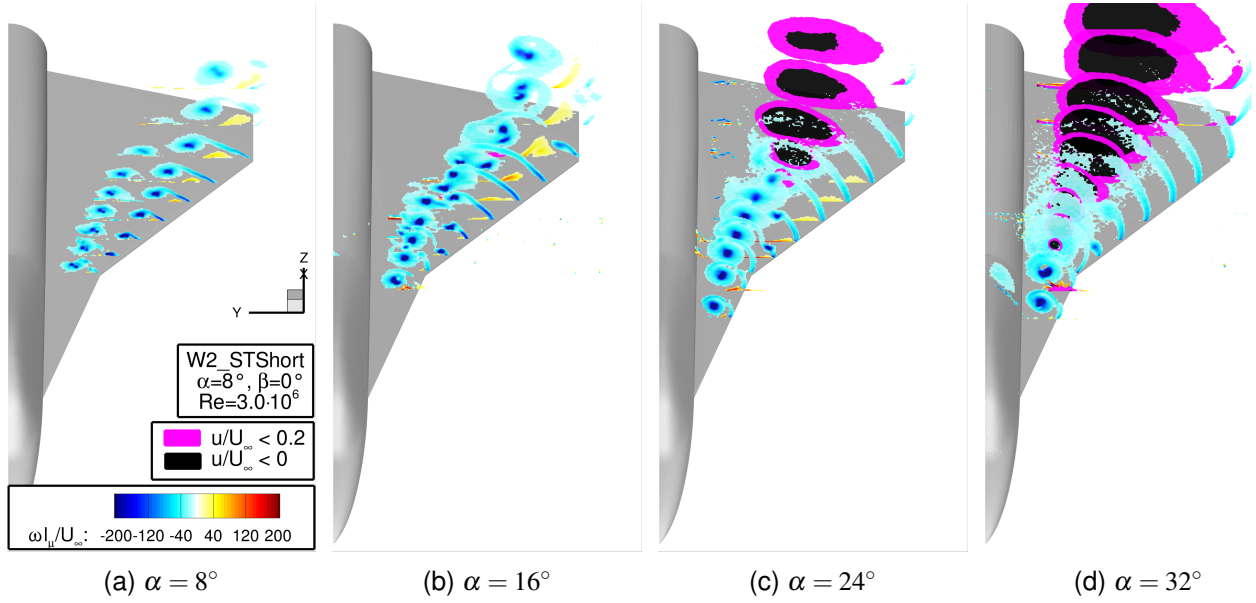 Z
X
Y
W2_STShort
α=8°, β=0°
Re=3.0·10⁶
u/U∞ < 0.2
u/U∞ < 0
ωlμ/U∞: -200 -120 -40 40 120 200
(a) α = 8° (b) α = 16° (c) α = 24° (d) α = 32°